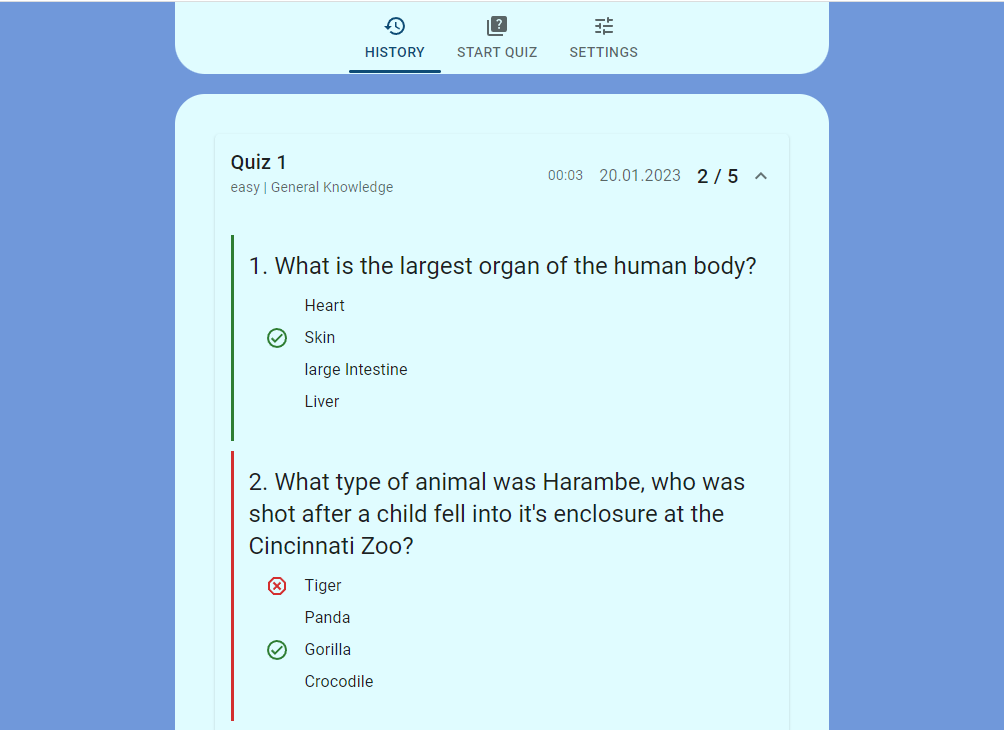 HISTORY START QUIZ SETTINGS
Quiz 1
easy | General Knowledge
00:03 20.01.2023 2 / 5
1. What is the largest organ of the human body?
Heart
Skin
large Intestine
Liver
2. What type of animal was Harambe, who was
shot after a child fell into it's enclosure at the
Cincinnati Zoo?
Tiger
Panda
Gorilla
Crocodile